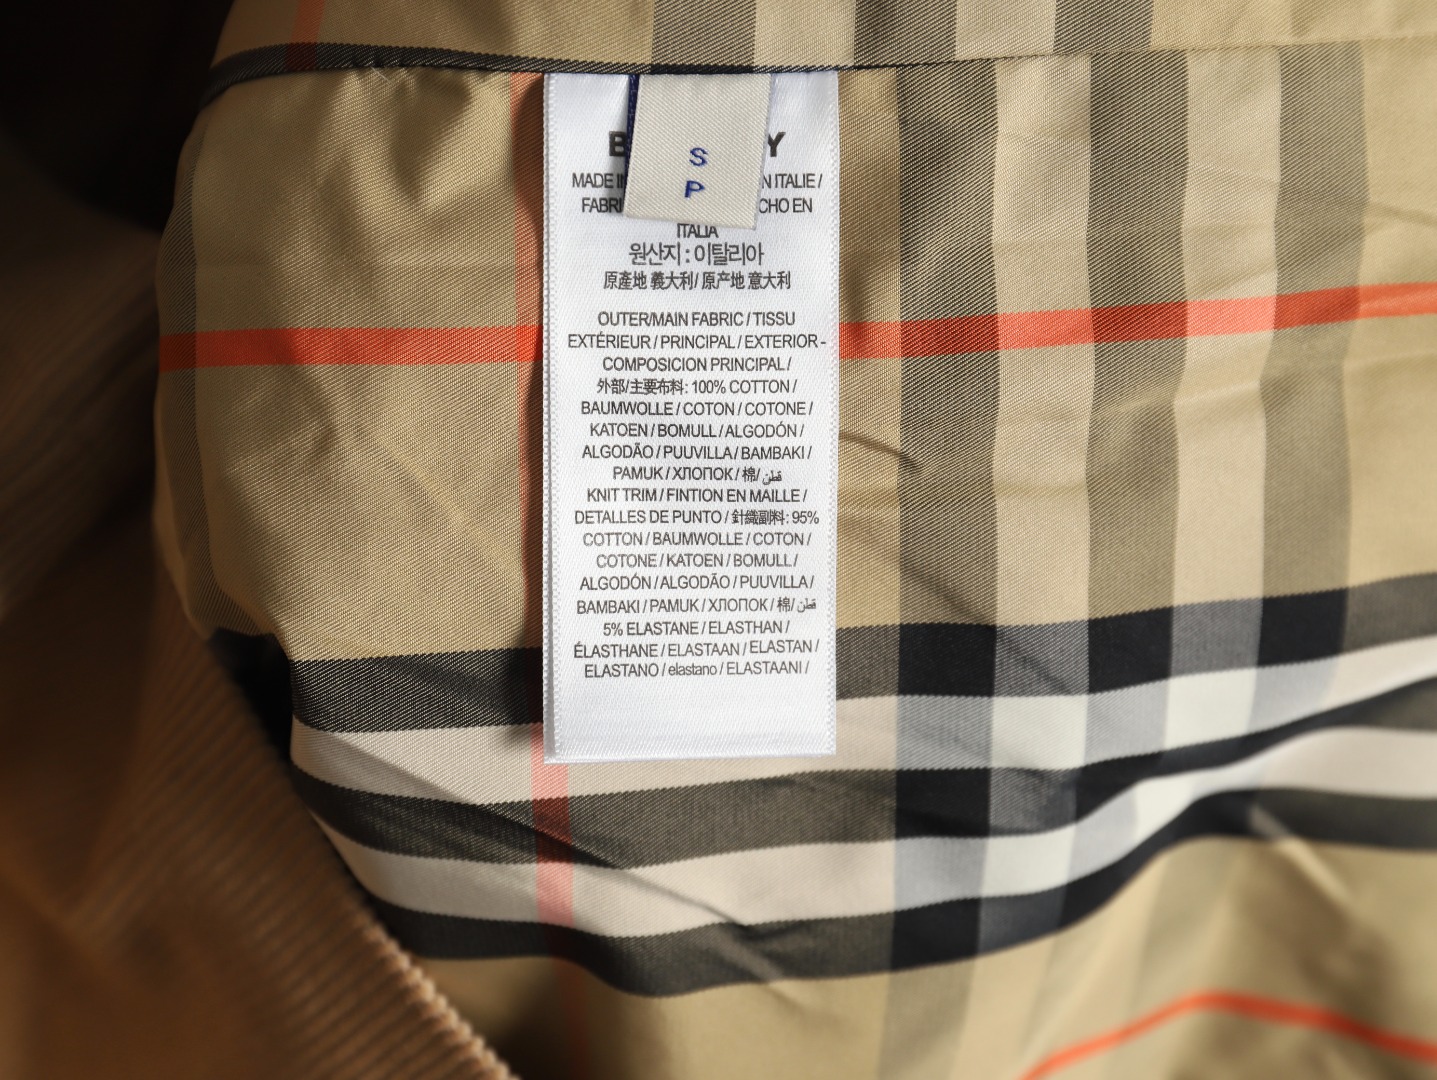 S
P
B Y
MADE IN N ITALIE /
FABRI CHO EN
ITALIA
원산지 : 이탈리아
原產地 義大利/ 原产地 意大利
OUTER/MAIN FABRIC / TISSU
EXTÉRIEUR / PRINCIPAL / EXTERIOR -
COMPOSICION PRINCIPAL /
外部/主要布料: 100% COTTON /
BAUMWOLLE / COTON / COTONE /
KATOEN / BOMULL / ALGODÓN /
ALGODÃO / PUUVILLA / BAMBAKI /
PAMUK / ХЛОПОК / 棉/ قطن
KNIT TRIM / FINTION EN MAILLE /
DETALLES DE PUNTO / 針織副料: 95%
COTTON / BAUMWOLLE / COTON /
COTONE / KATOEN / BOMULL /
ALGODÓN / ALGODÃO / PUUVILLA /
BAMBAKI / PAMUK / ХЛОПОК / 棉/ قطن
5% ELASTANE / ELASTHAN /
ÉLASTHANE / ELASTAAN / ELASTAN /
ELASTANO / elastano / ELASTAANI /